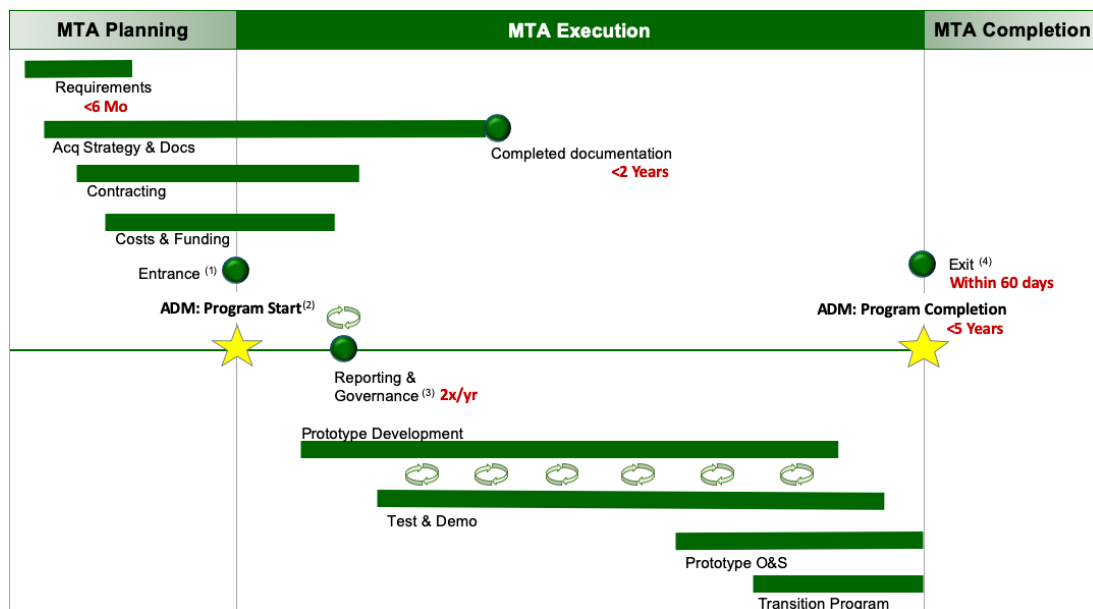 MTA Planning
MTA Execution
MTA Completion
Requirements
<6 Mo
Acq Strategy & Docs
Completed documentation
<2 Years
Contracting
Costs & Funding
Entrance (1)
Exit (4)
Within 60 days
ADM: Program Start(2)
ADM: Program Completion
<5 Years
Reporting &
Governance (3) 2x/yr
Prototype Development
Test & Demo
Prototype O&S
Transition Program